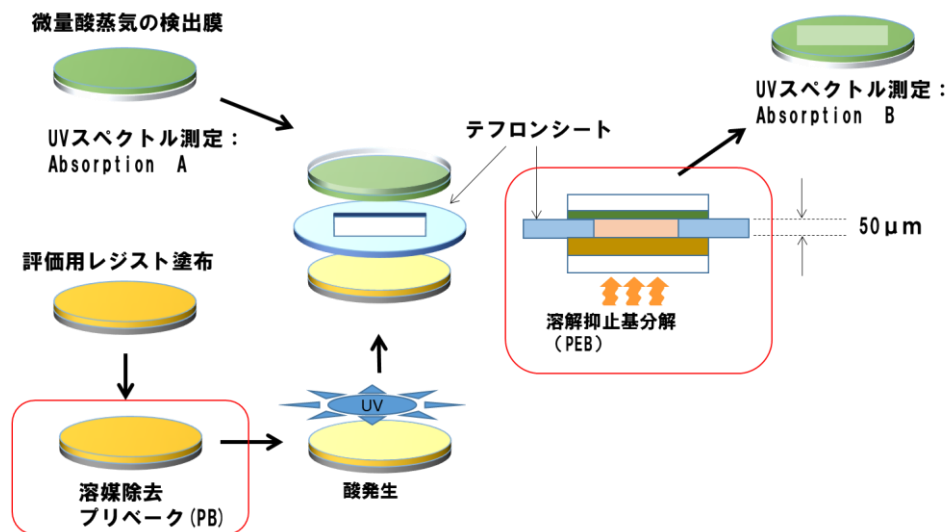 微量酸蒸気の検出膜
UVスペクトル測定：
Absorption A
テフロンシート
UVスペクトル測定：
Absorption B
50μm
評価用レジスト塗布
溶解抑止基分解
（PEB）
UV
溶媒除去
プリベーク(PB)
酸発生